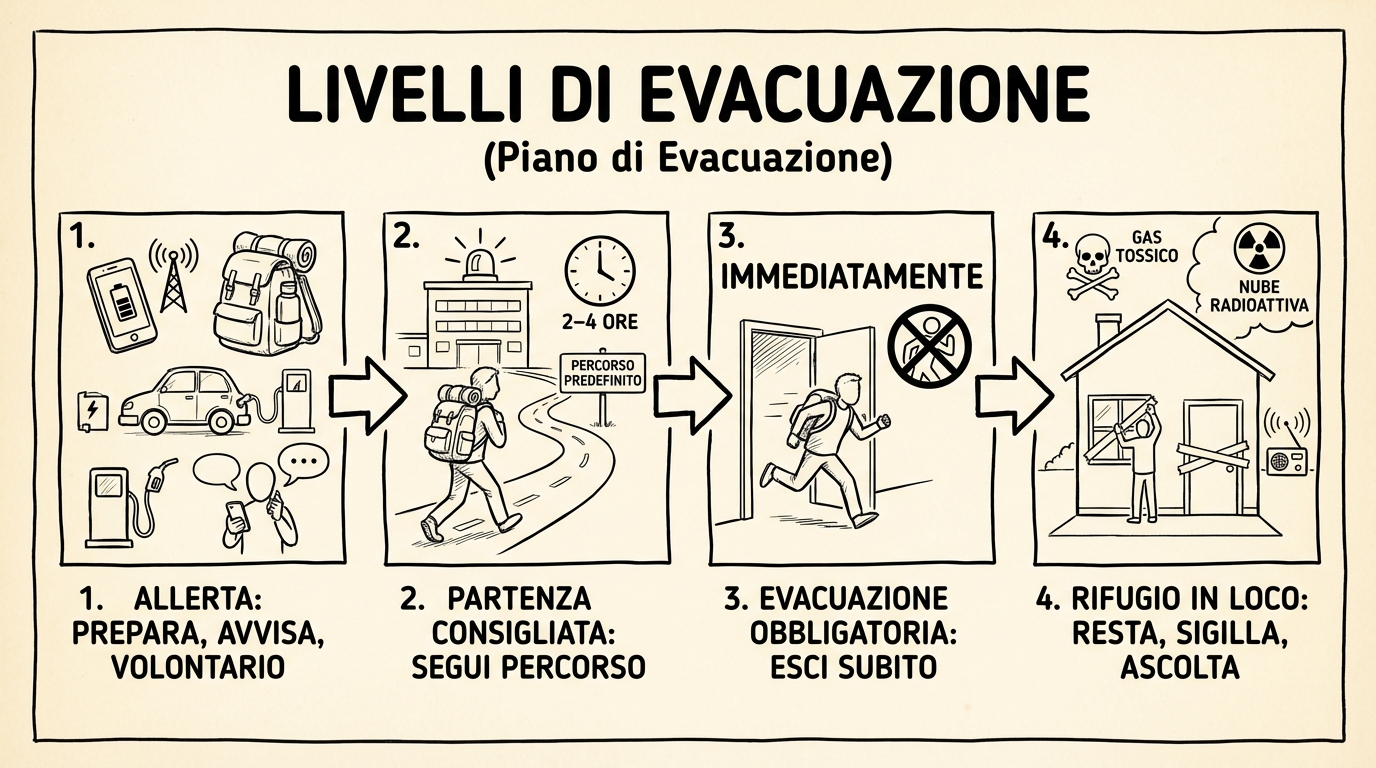 LIVELLI DI EVACUAZIONE
(Piano di Evacuazione)
1.
2.
2–4 ORE
PERCORSO
PREDEFINITO
3.
IMMEDIATAMENTE
4.
GAS
TOSSICO
NUBE
RADIOATTIVA
1. ALLERTA:
PREPARA, AVVISA,
VOLONTARIO
2. PARTENZA
CONSIGLIATA:
SEGUI PERCORSO
3. EVACUAZIONE
OBBLIGATORIA:
ESCI SUBITO
4. RIFUGIO IN LOCO:
RESTA, SIGILLA,
ASCOLTA